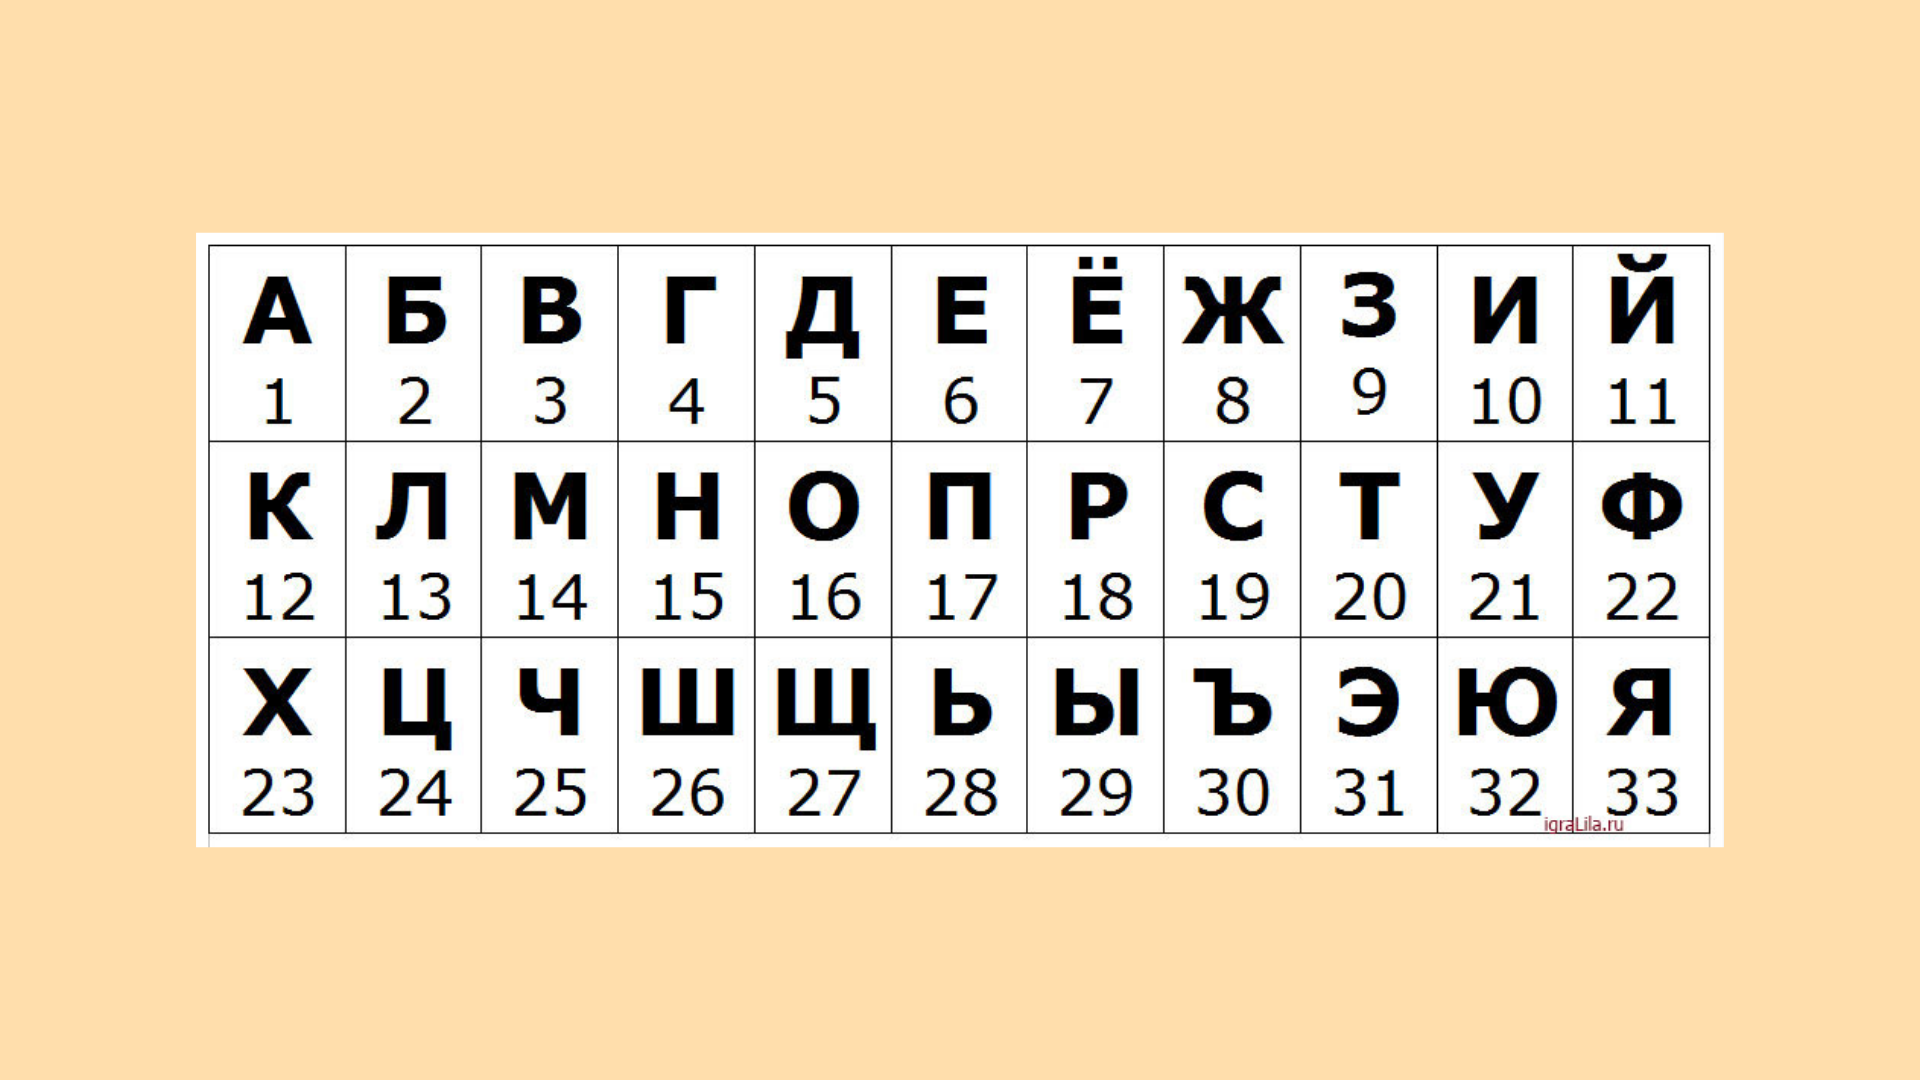 А Б В Г Д Е Ё Ж З И Й
1 2 3 4 5 6 7 8 9 10 11
К Л М Н О П Р С Т У Ф
12 13 14 15 16 17 18 19 20 21 22
Х Ц Ч Ш Щ Ь Ы Ъ Э Ю Я
23 24 25 26 27 28 29 30 31 32 33
igraLila.ru